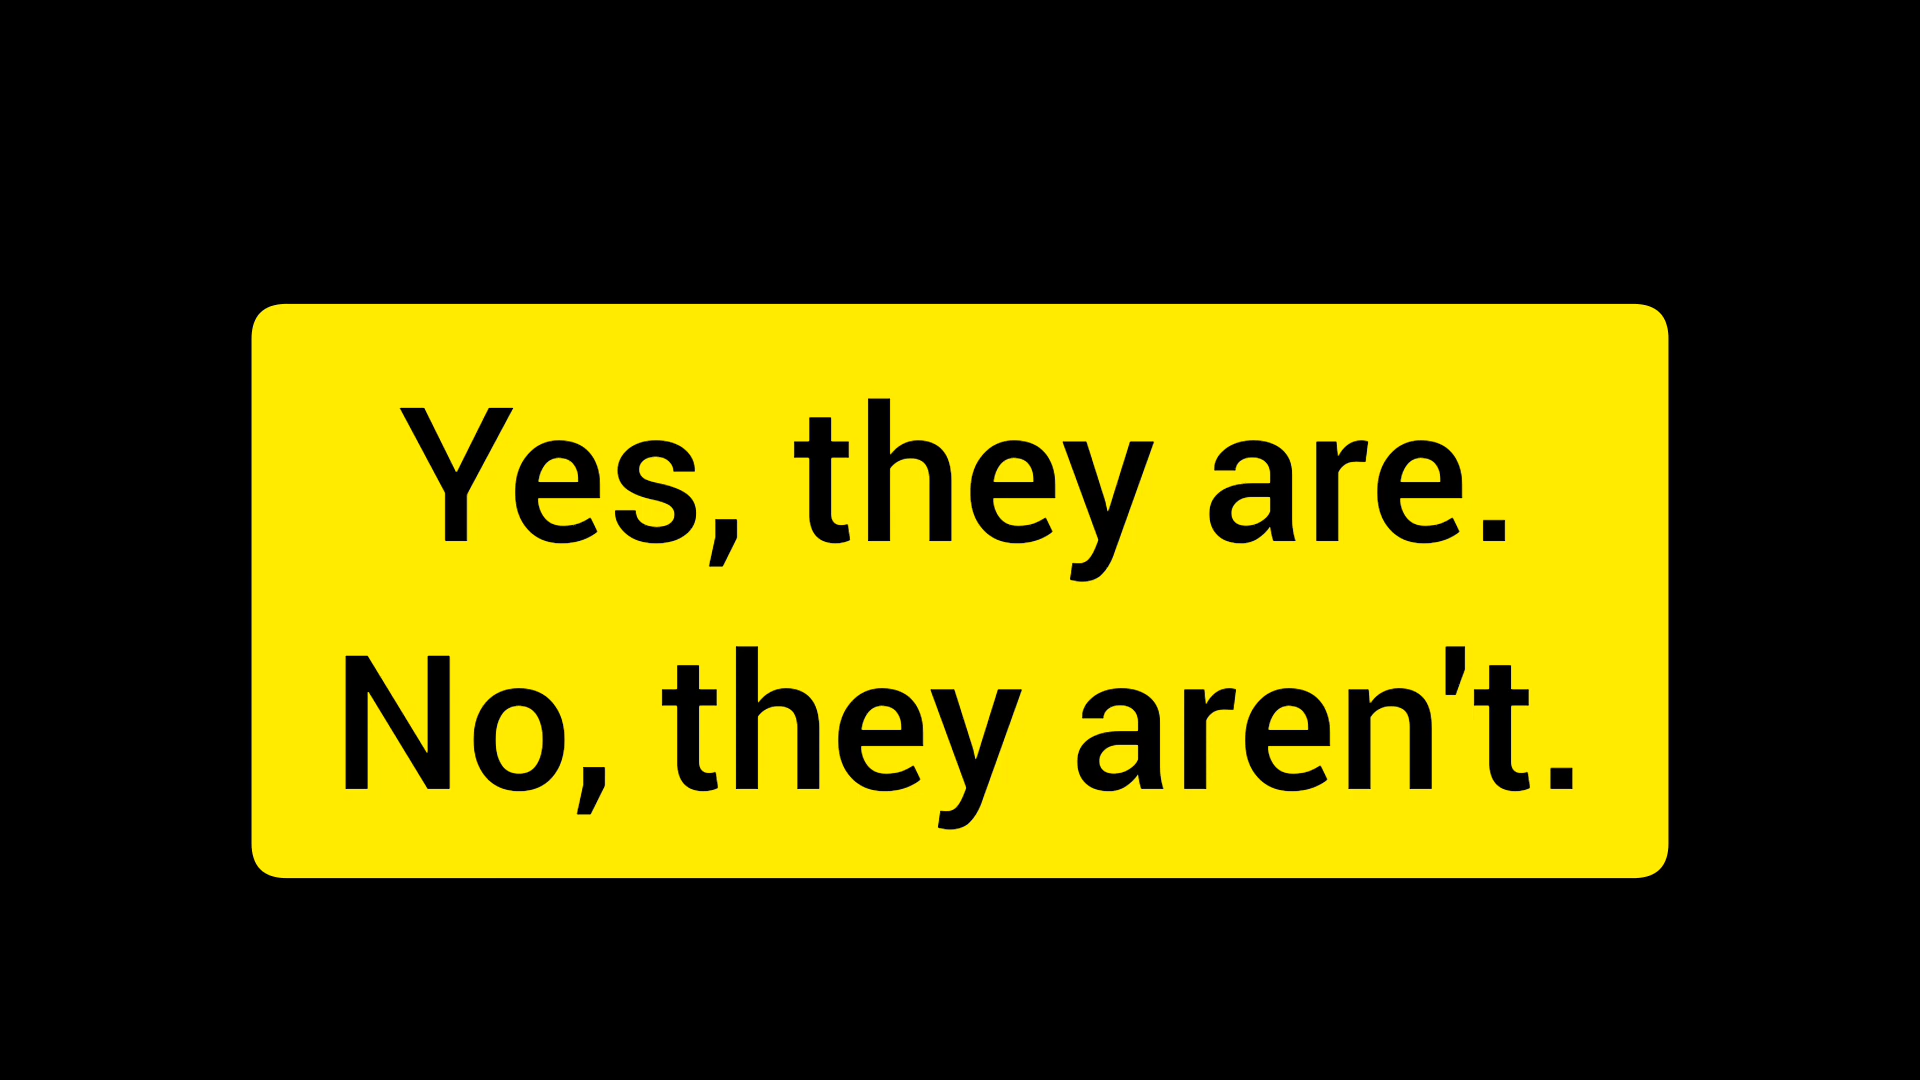 Yes, they are.
No, they aren't.